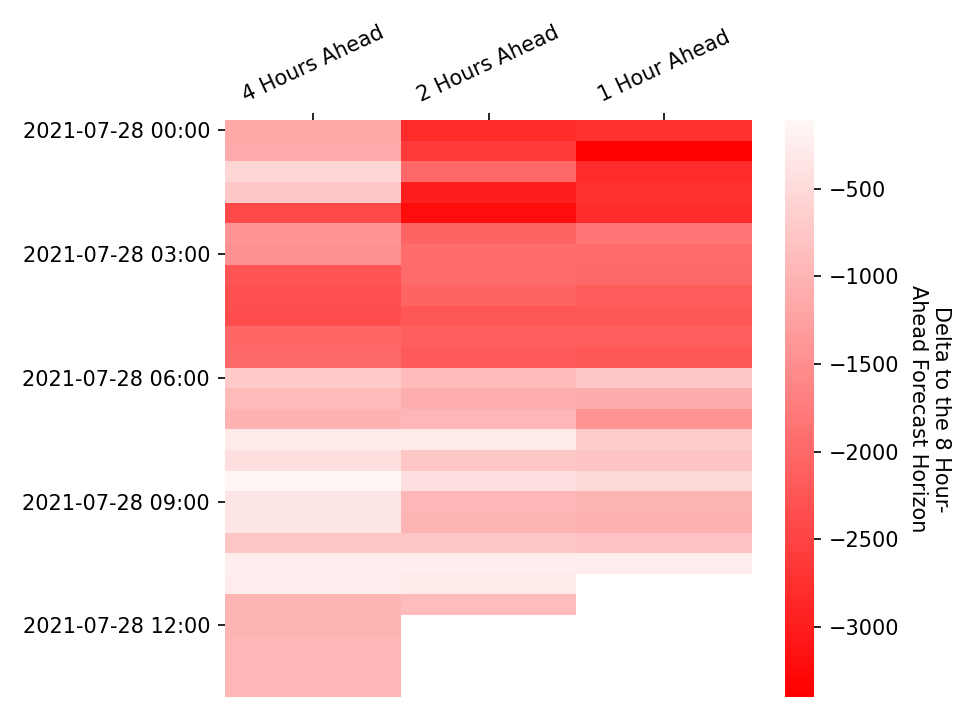 4 Hours Ahead
2 Hours Ahead
1 Hour Ahead
2021-07-28 00:00
2021-07-28 03:00
2021-07-28 06:00
2021-07-28 09:00
2021-07-28 12:00
−500
−1000
−1500
−2000
−2500
−3000
Delta to the 8 Hour-
Ahead Forecast Horizon